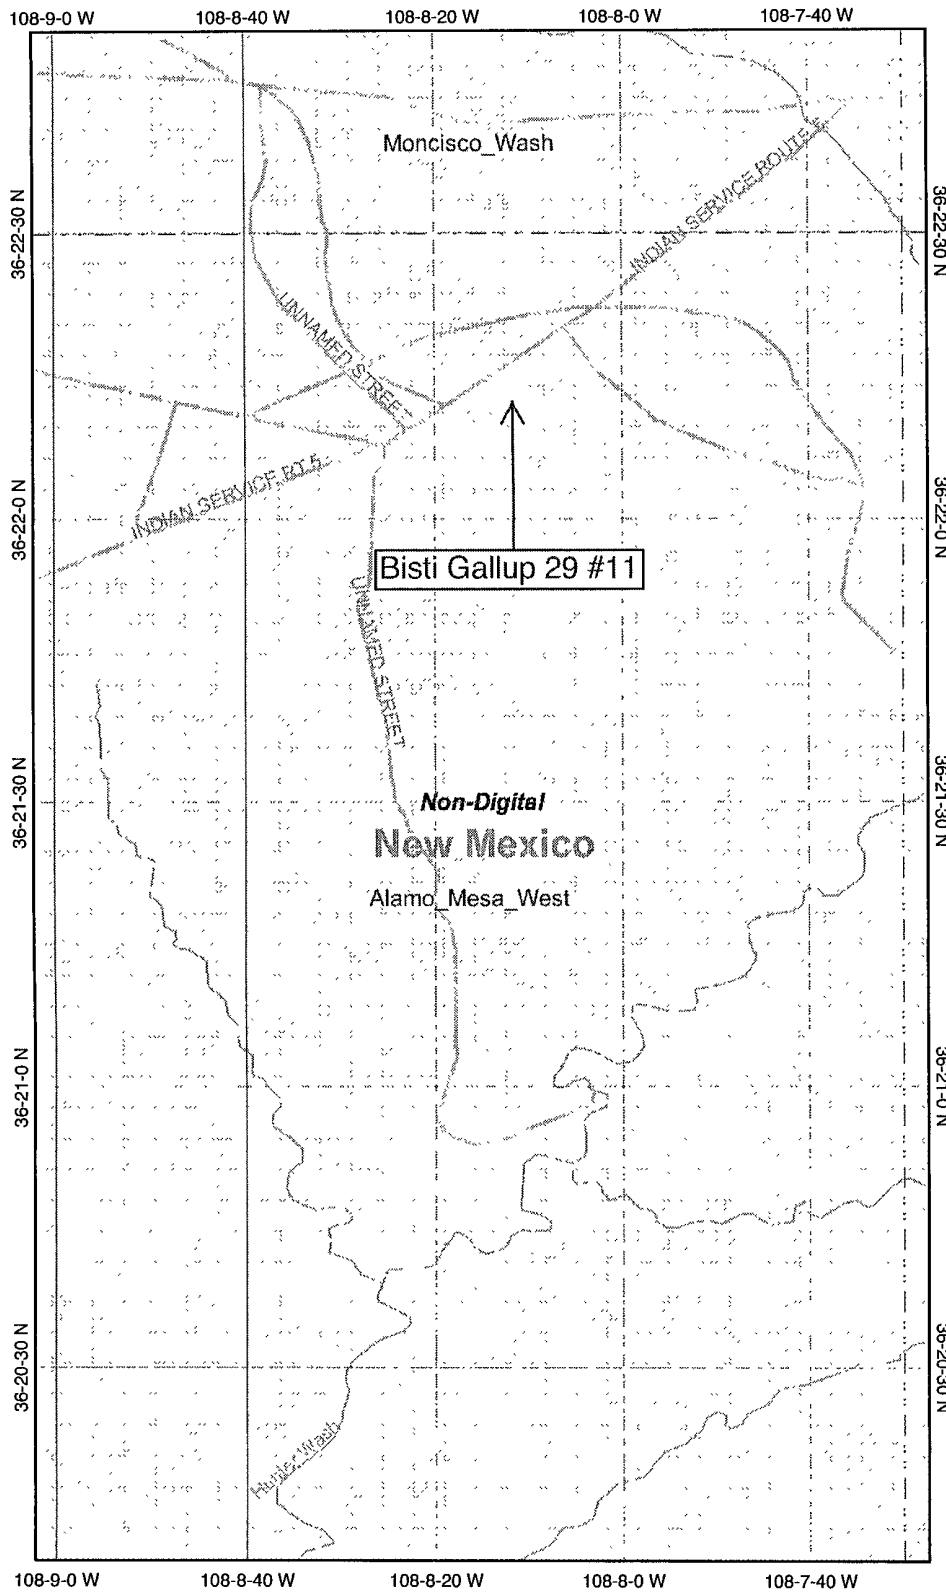 108-9-0 W 108-8-40 W 108-8-20 W 108-8-0 W 108-7-40 W
Moncisco_Wash
INDIAN SERVICE ROUTE
36-22-30 N
36-22-30 N
UNNAMED STREET
INDIAN SERVICE RT 5
36-22-0 N
36-22-0 N
Bisti Gallup 29 #11
UNNAMED STREET
36-21-30 N
36-21-30 N
Non-Digital
New Mexico
Alamo_Mesa_West
36-21-0 N
36-21-0 N
36-20-30 N
36-20-30 N
Hunter Wash
108-9-0 W 108-8-40 W 108-8-20 W 108-8-0 W 108-7-40 W